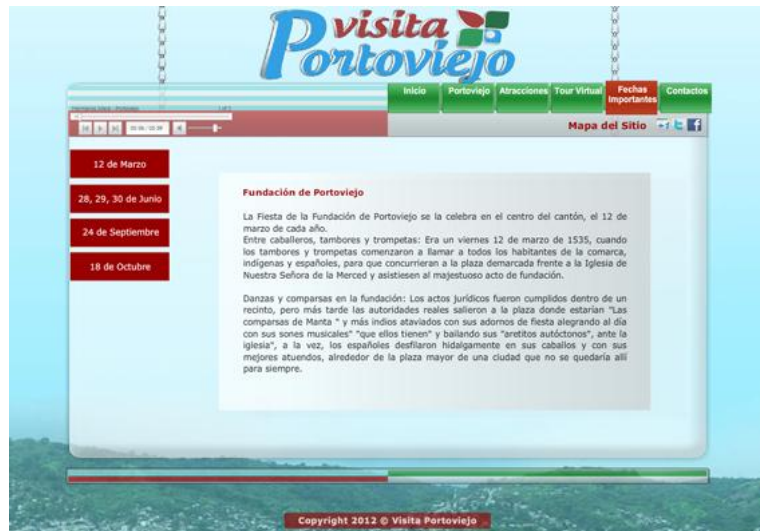 visita
Portoviejo
Inicio
Portoviejo
Atracciones
Tour Virtual
Fechas
Importantes
Contactos
1 of 2
Mapa del Sitio
12 de Marzo
28, 29, 30 de Junio
24 de Septiembre
18 de Octubre
Fundación de Portoviejo
La Fiesta de la Fundación de Portoviejo se la celebra en el centro del cantón, el 12 de
marzo de cada año.
Entre caballeros, tambores y trompetas: Era un viernes 12 de marzo de 1535, cuando
los tambores y trompetas comenzaron a llamar a todos los habitantes de la comarca,
indígenas y españoles, para que concurrieran a la plaza demarcada frente a la Iglesia de
Nuestra Señora de la Merced y asistiesen al majestuoso acto de fundación.
Danzas y comparsas en la fundación: Los actos jurídicos fueron cumplidos dentro de un
recinto, pero más tarde las autoridades reales salieron a la plaza donde estarían "Las
comparsas de Manta " y más indios ataviados con sus adornos de fiesta alegrando al día
con sus sones musicales" "que ellos tienen" y bailando sus "aretitos autóctonos", ante la
iglesia", a la vez, los españoles desfilaron hidalgamente en sus caballos y con sus
mejores atuendos, alrededor de la plaza mayor de una ciudad que no se quedaría allí
para siempre.
Copyright 2012 © Visita Portoviejo